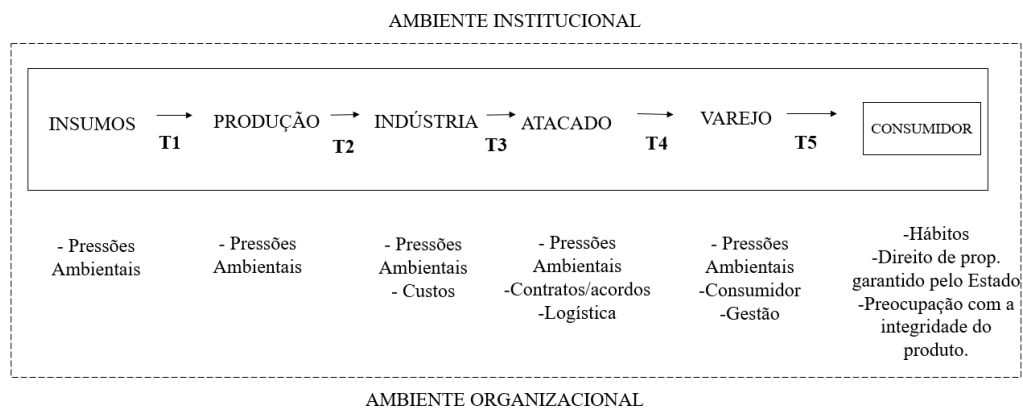 AMBIENTE INSTITUCIONAL
INSUMOS
T1
PRODUÇÃO
T2
INDÚSTRIA
T3
ATACADO
T4
VAREJO
T5
CONSUMIDOR
- Pressões
Ambientais
- Pressões
Ambientais
- Pressões
Ambientais
- Custos
- Pressões
Ambientais
-Contratos/acordos
-Logística
- Pressões
Ambientais
-Consumidor
-Gestão
-Hábitos
-Direito de prop.
garantido pelo Estado
-Preocupação com a
integridade do
produto.
AMBIENTE ORGANIZACIONAL